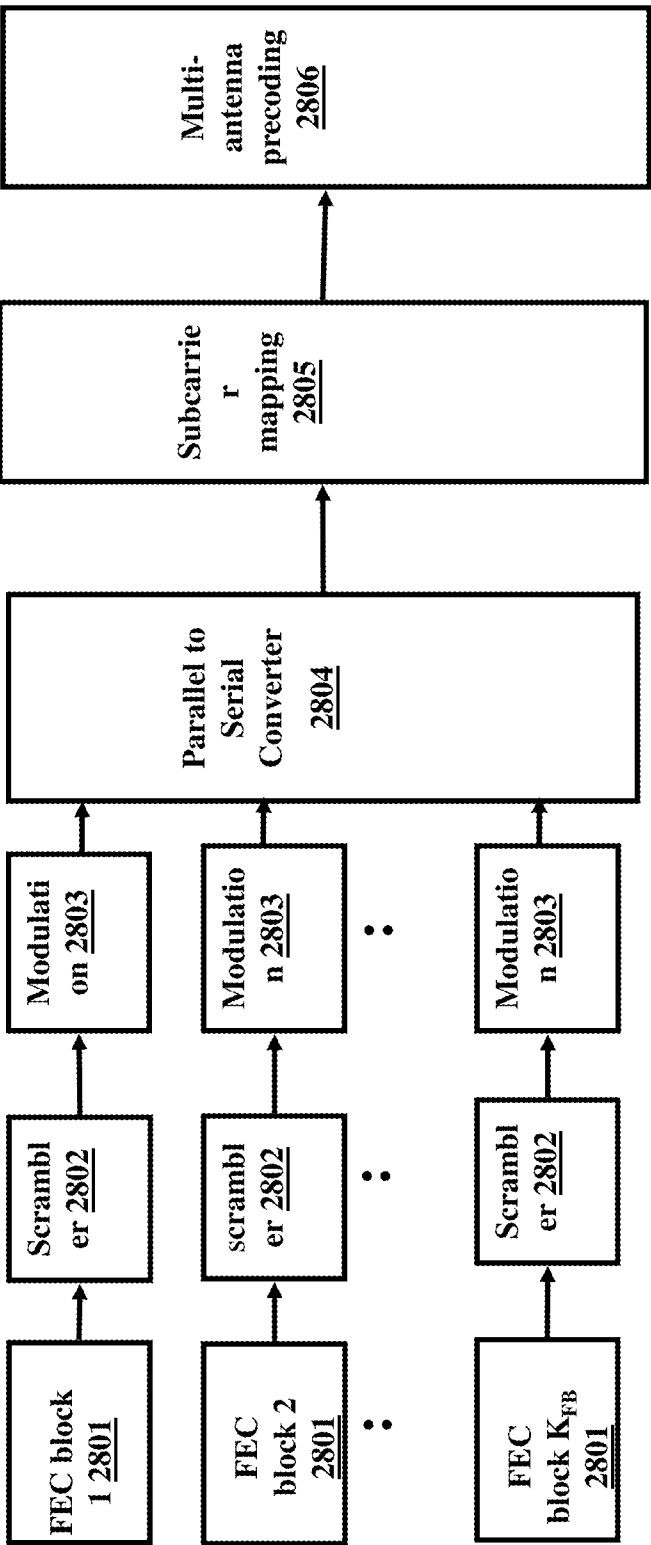 FEC block
1 2801
Scrambl
er 2802
Modulati
on 2803
FEC
block 2
2801
scrambl
er 2802
Modulatio
n 2803
FEC
block K_FB
2801
Scrambl
er 2802
Modulatio
n 2803
Parallel to
Serial
Converter
2804
Subcarrie
r
mapping
2805
Multi-
antenna
precoding
2806